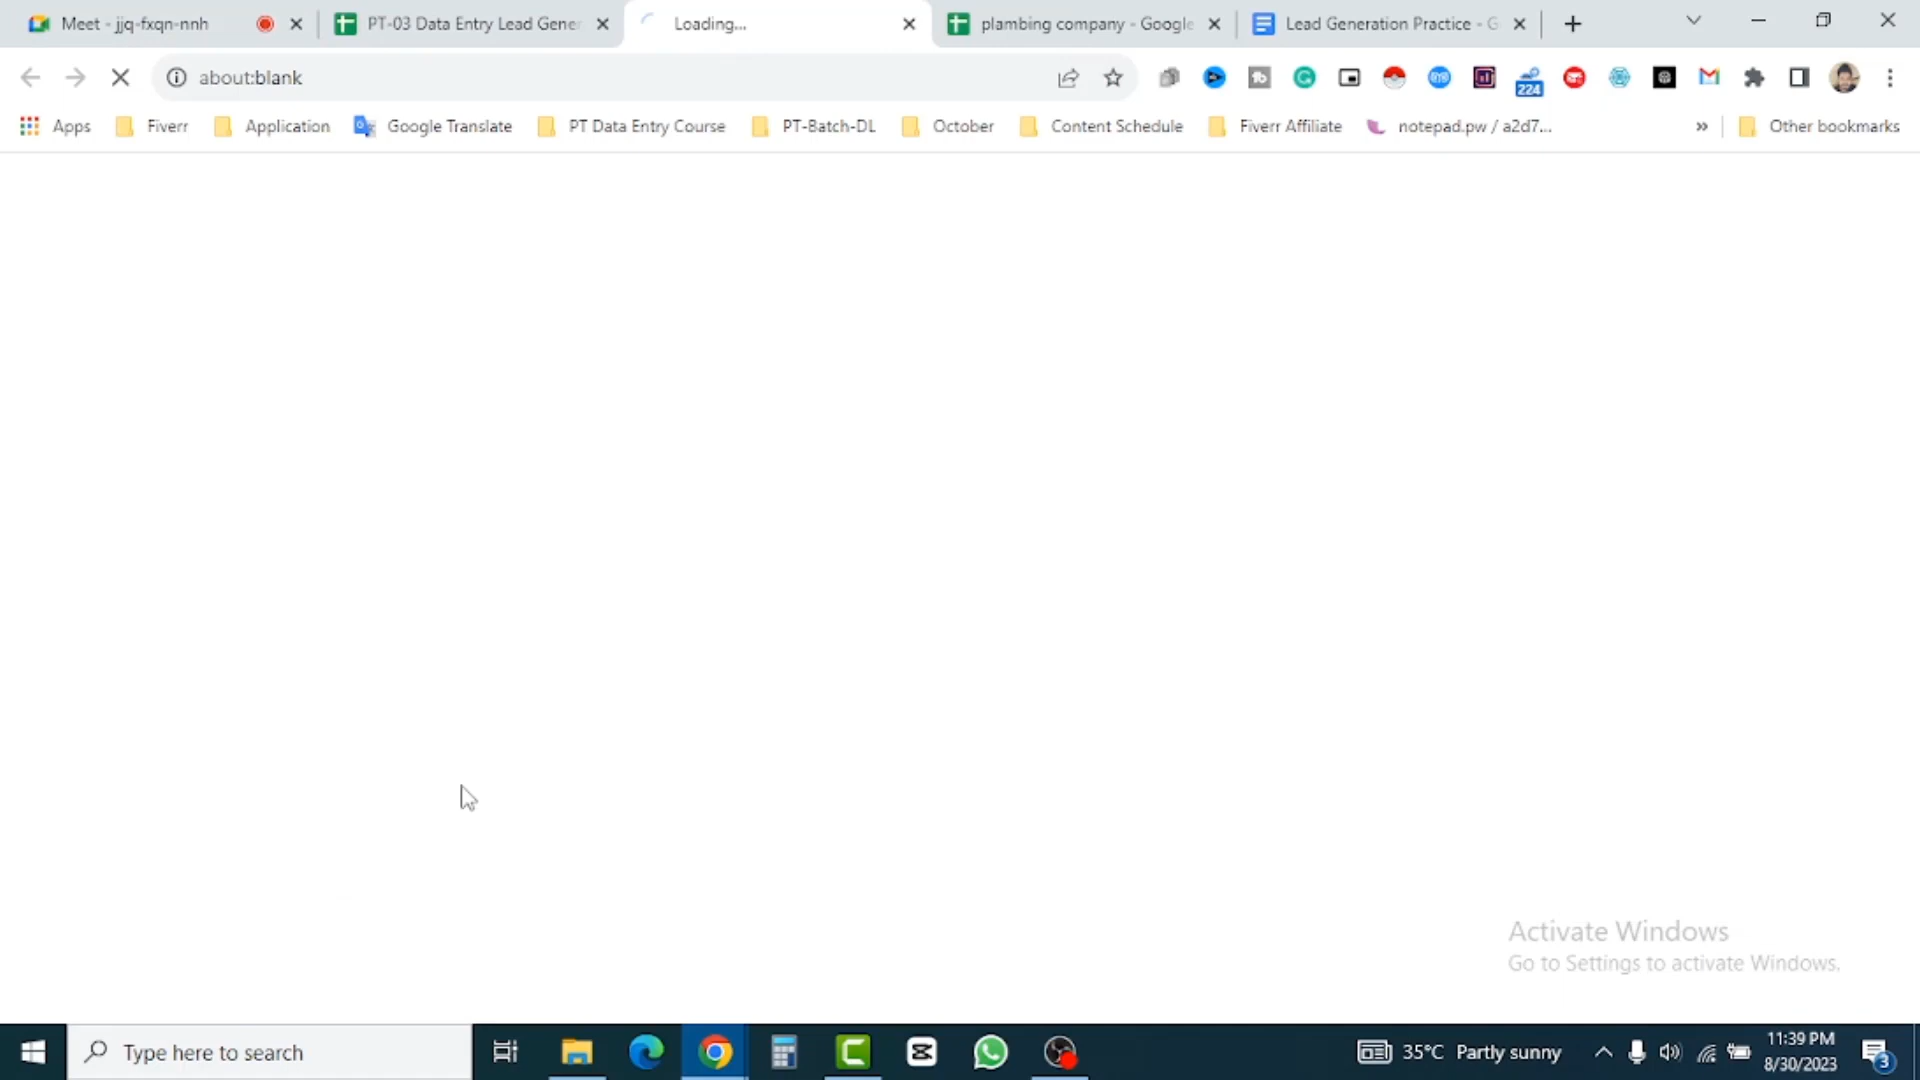 Meet - jjq-fxqn-nnh
PT-03 Data Entry Lead Gener
Loading...
plambing company - Google
Lead Generation Practice - G
about:blank
224
Apps
Fiverr
Application
Google Translate
PT Data Entry Course
PT-Batch-DL
October
Content Schedule
Fiverr Affiliate
notepad.pw / a2d7...
»
Other bookmarks
Activate Windows
Go to Settings to activate Windows.
Type here to search
35°C Partly sunny
11:39 PM
8/30/2023
3